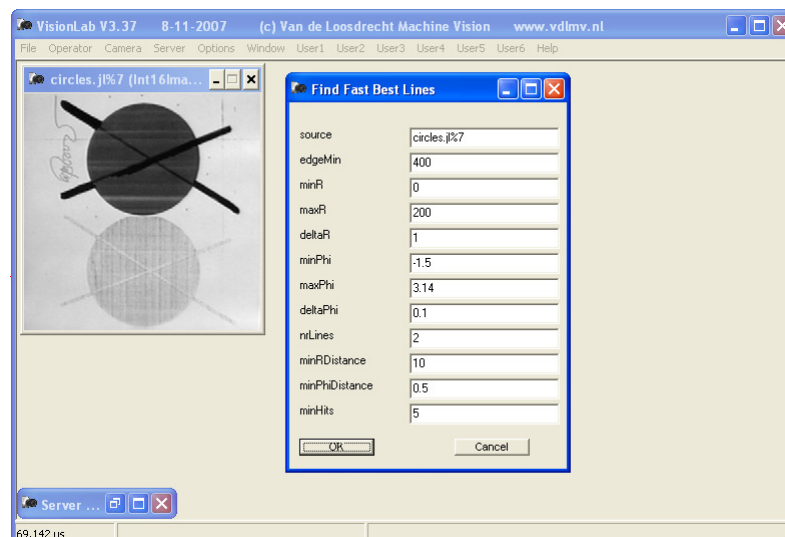 VisionLab V3.37 8-11-2007 (c) Van de Loosdrecht Machine Vision www.vdlmv.nl
File Operator Camera Server Options Window User1 User2 User3 User4 User5 User6 Help
circles.jl%7 (Int16Ima...
Find Fast Best Lines
source circles.jl%7
edgeMin 400
minR 0
maxR 200
deltaR 1
minPhi -1.5
maxPhi 3.14
deltaPhi 0.1
nrLines 2
minRDistance 10
minPhiDistance 0.5
minHits 5
OK Cancel
Server ...
69.142 us